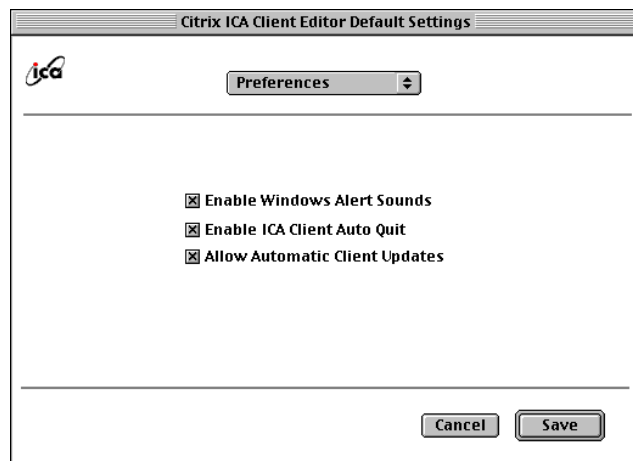 Citrix ICA Client Editor Default Settings
ica
Preferences
Enable Windows Alert Sounds
Enable ICA Client Auto Quit
Allow Automatic Client Updates
Cancel
Save